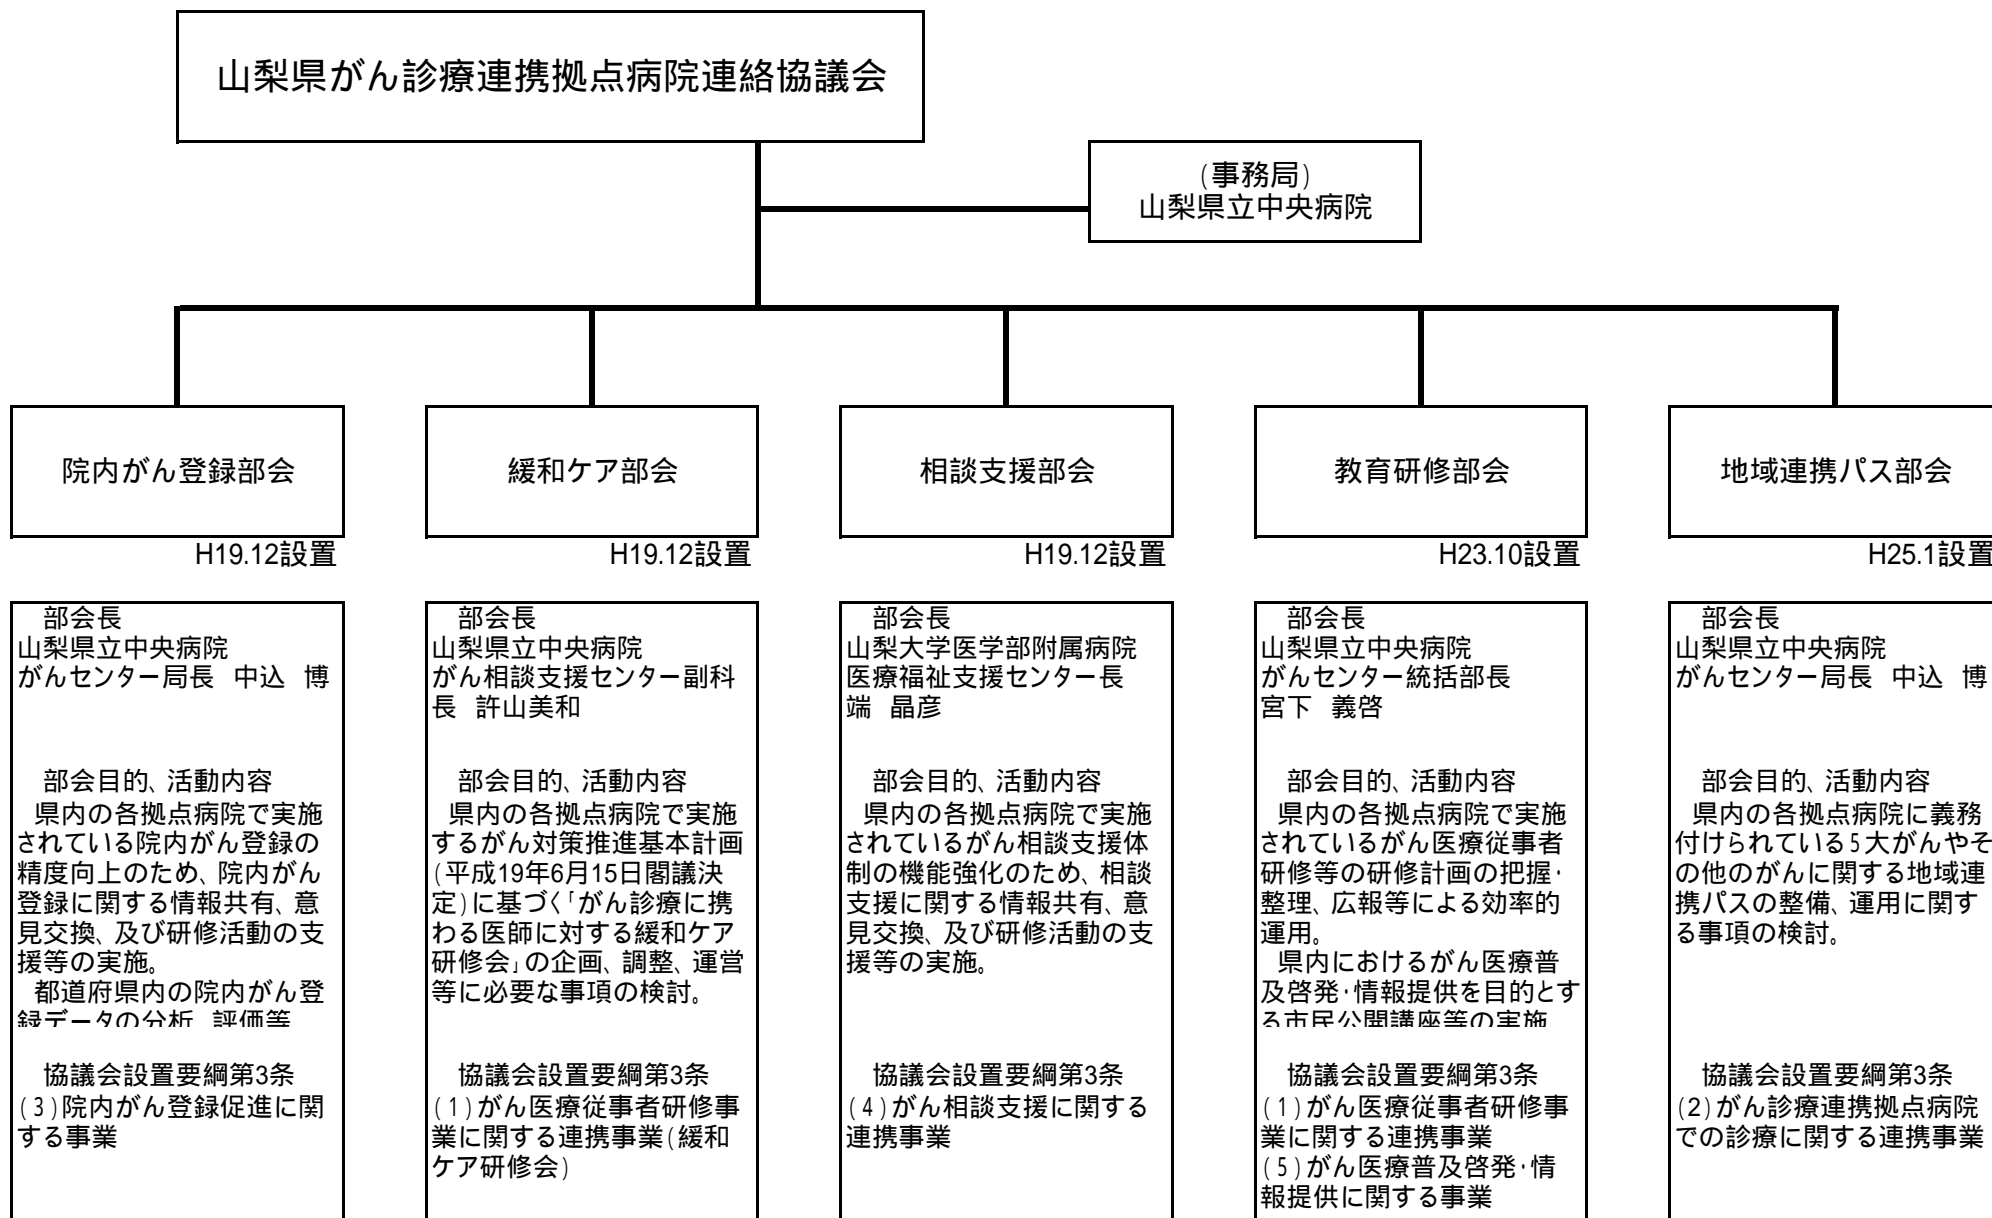 山梨県がん診療連携拠点病院連絡協議会
(事務局)
山梨県立中央病院
院内がん登録部会
H19.12設置
緩和ケア部会
H19.12設置
相談支援部会
H19.12設置
教育研修部会
H23.10設置
地域連携パス部会
H25.1設置
部会長
山梨県立中央病院
がんセンター局長 中込 博
部会目的、活動内容
県内の各拠点病院で実施
されている院内がん登録の
精度向上のため、院内がん
登録に関する情報共有、意
見交換、及び研修活動の支
援等の実施。
都道府県内の院内がん登
録データの分析 評価等
協議会設置要綱第3条
(3)院内がん登録促進に関
する事業
部会長
山梨県立中央病院
がん相談支援センター副科
長 許山美和
部会目的、活動内容
県内の各拠点病院で実施
するがん対策推進基本計画
(平成19年6月15日閣議決
定)に基づく「がん診療に携
わる医師に対する緩和ケア
研修会」の企画、調整、運営
等に必要な事項の検討。
協議会設置要綱第3条
(1)がん医療従事者研修事
業に関する連携事業(緩和
ケア研修会)
部会長
山梨大学医学部附属病院
医療福祉支援センター長
端 晶彦
部会目的、活動内容
県内の各拠点病院で実施
されているがん相談支援体
制の機能強化のため、相談
支援に関する情報共有、意
見交換、及び研修活動の支
援等の実施。
協議会設置要綱第3条
(4)がん相談支援に関する
連携事業
部会長
山梨県立中央病院
がんセンター統括部長
宮下 義啓
部会目的、活動内容
県内の各拠点病院で実施
されているがん医療従事者
研修等の研修計画の把握・
整理、広報等による効率的
運用。
県内におけるがん医療普
及啓発・情報提供を目的とす
る市民公開講座等の実施
協議会設置要綱第3条
(1)がん医療従事者研修事
業に関する連携事業
(5)がん医療普及啓発・情
報提供に関する事業
部会長
山梨県立中央病院
がんセンター局長 中込 博
部会目的、活動内容
県内の各拠点病院に義務
付けられている5大がんやそ
の他のがんに関する地域連
携パスの整備、運用に関す
る事項の検討。
協議会設置要綱第3条
(2)がん診療連携拠点病院
での診療に関する連携事業